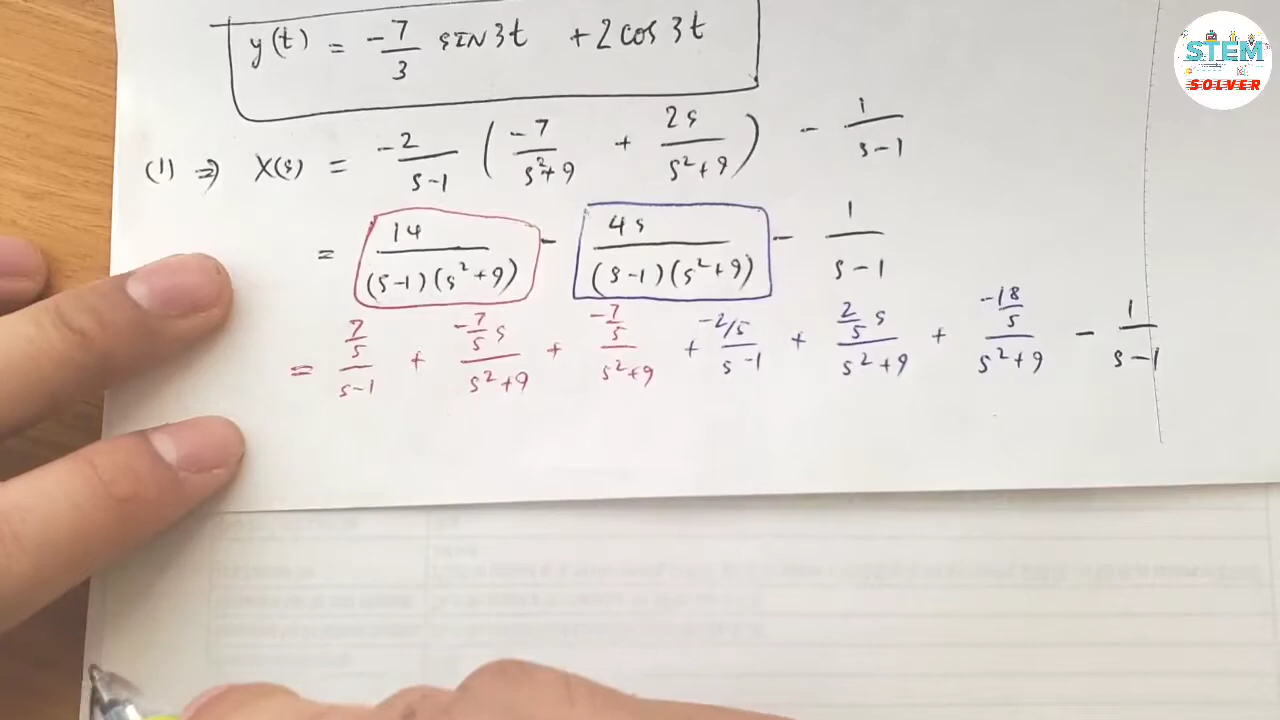 y(t) = -7/3 SIN 3t + 2 cos 3t
STEM
SOLVER
(1) ⇒ X(s) = -2/(s-1) ( -7/(s²+9) + 2s/(s²+9) ) - 1/(s-1)
= 14/((s-1)(s²+9)) - 4s/((s-1)(s²+9)) - 1/(s-1)
= (7/5)/(s-1) + (-7/5 s)/(s²+9) + (-7/5)/(s²+9) + (-2/5)/(s-1) + (2/5 s)/(s²+9) + (-18/5)/(s²+9) - 1/(s-1)